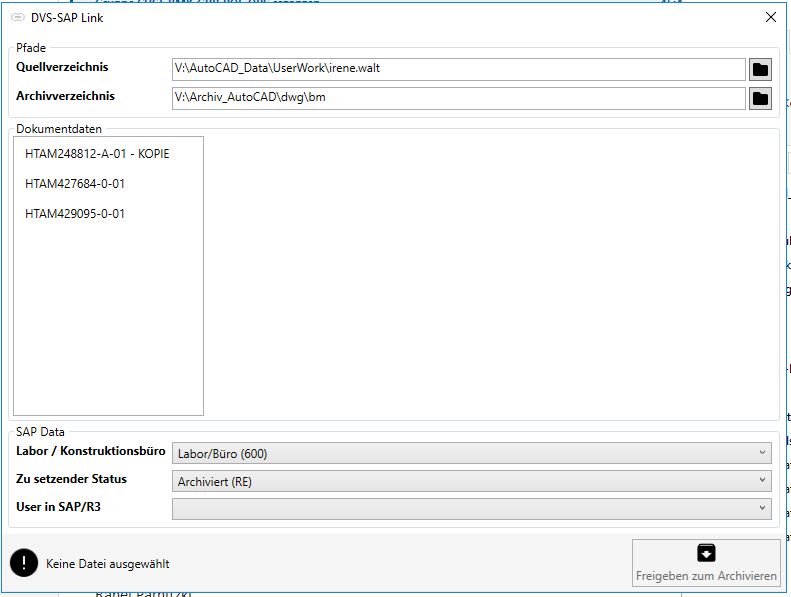 DVS-SAP Link
Pfade
Quellverzeichnis
V:\AutoCAD_Data\UserWork\irene.walt
Archivverzeichnis
V:\Archiv_AutoCAD\dwg\bm
Dokumentdaten
HTAM248812-A-01 - KOPIE
HTAM427684-0-01
HTAM429095-0-01
SAP Data
Labor / Konstruktionsbüro
Labor/Büro (600)
Zu setzender Status
Archiviert (RE)
User in SAP/R3
Keine Datei ausgewählt
Freigeben zum Archivieren